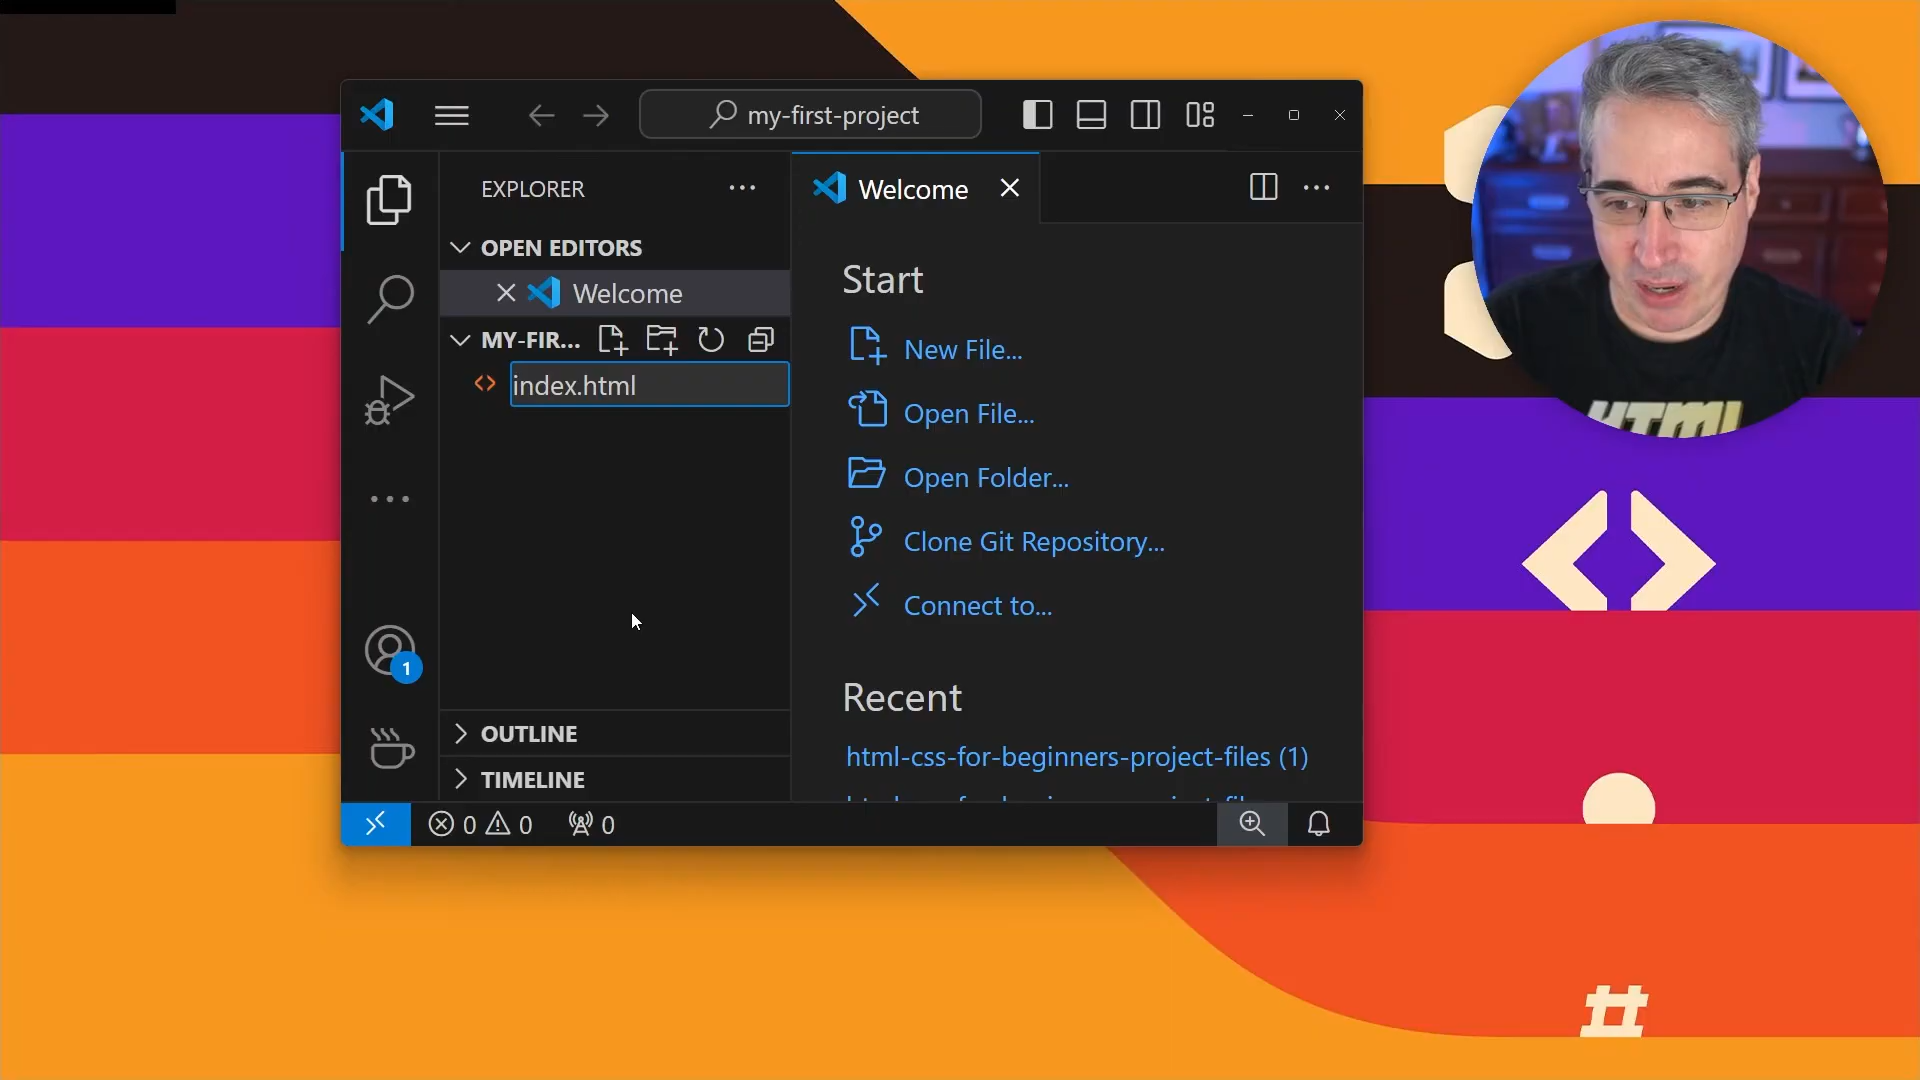 my-first-project
EXPLORER
Welcome
OPEN EDITORS
Welcome
MY-FIR...
index.html
OUTLINE
TIMELINE
Start
New File...
Open File...
Open Folder...
Clone Git Repository...
Connect to...
Recent
html-css-for-beginners-project-files (1)
1
0 0 0
HTML
#